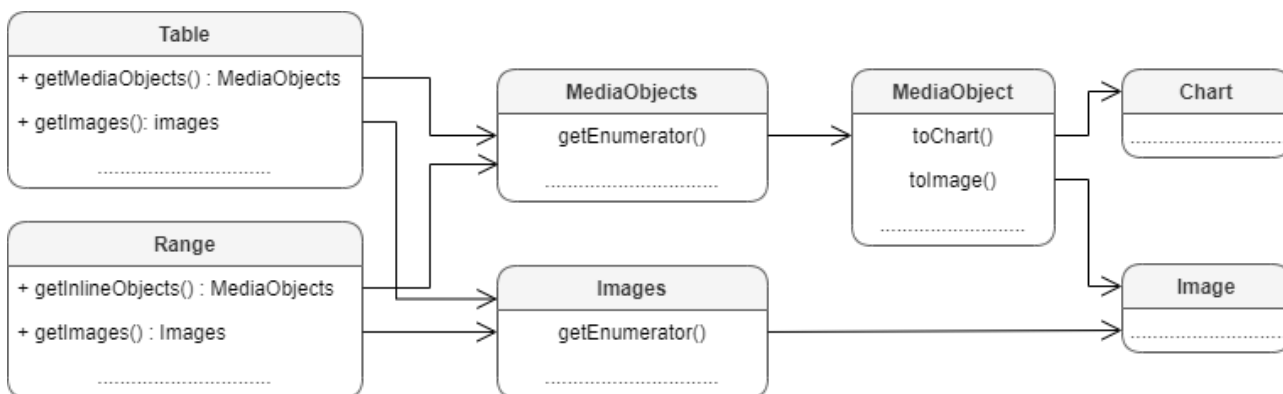 Table
+ getMediaObjects() : MediaObjects
+ getImages(): images
..............................
Range
+ getInlineObjects() : MediaObjects
+ getImages() : Images
..............................
MediaObjects
getEnumerator()
..............................
Images
getEnumerator()
..............................
MediaObject
toChart()
toImage()
.........................
Chart
..........................
Image
..........................